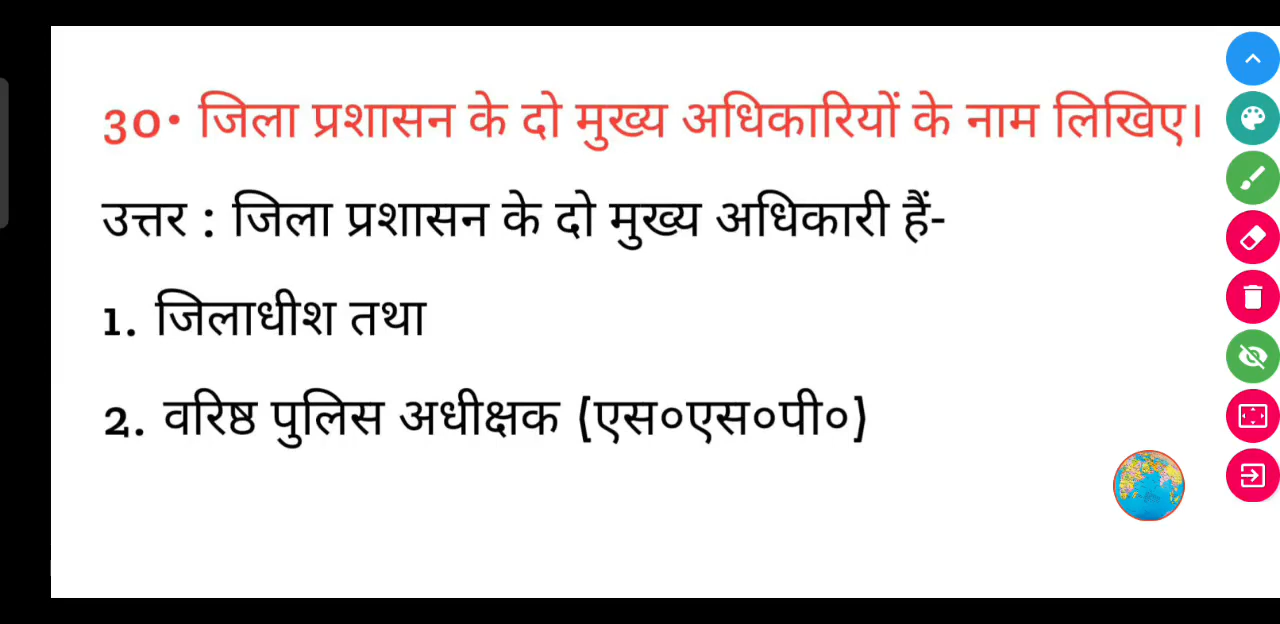 30• जिला प्रशासन के दो मुख्य अधिकारियों के नाम लिखिए।
उत्तर : जिला प्रशासन के दो मुख्य अधिकारी हैं-
1. जिलाधीश तथा
2. वरिष्ठ पुलिस अधीक्षक (एस०एस०पी०)